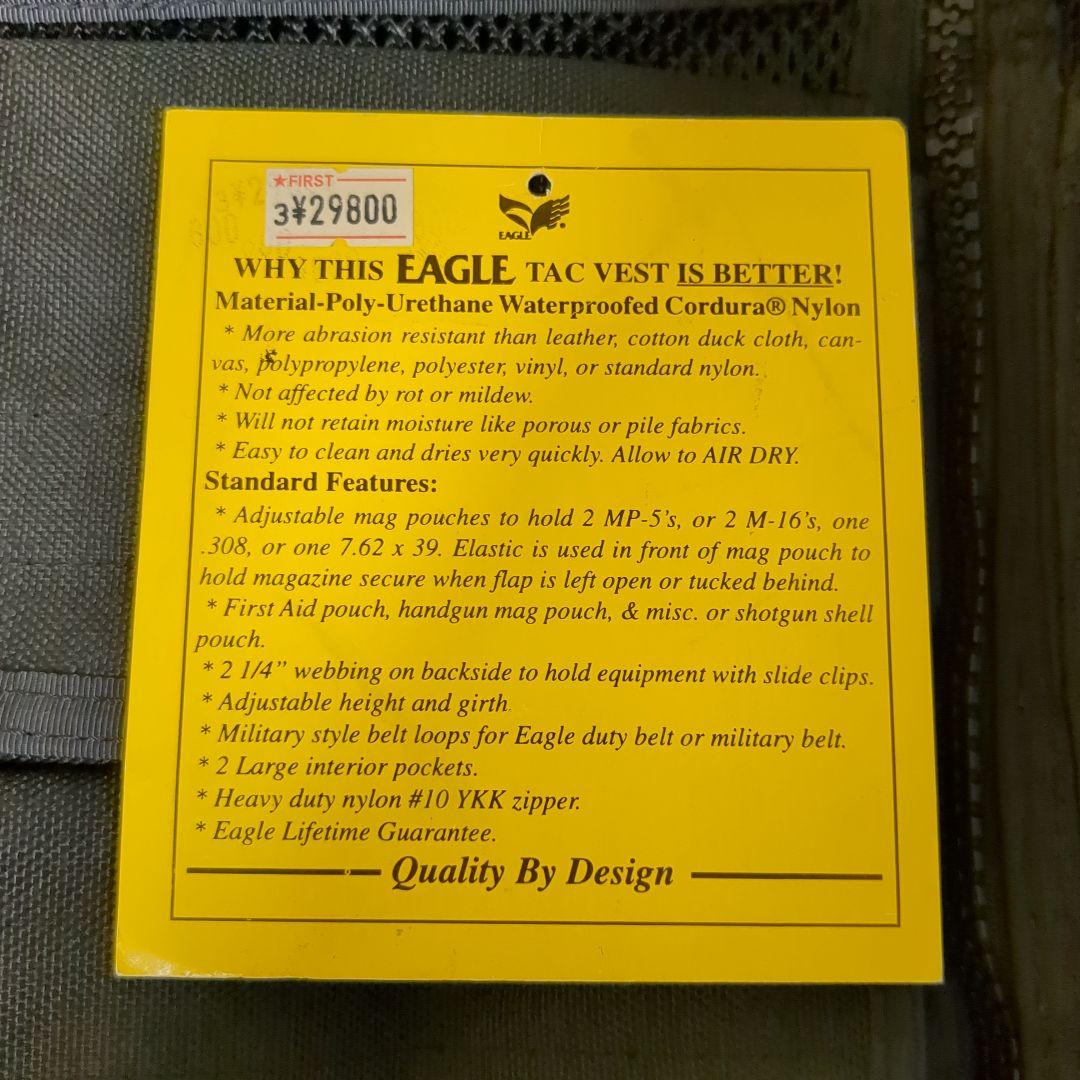 ★FIRST
3¥29800
EAGLE
WHY THIS EAGLE TAC VEST IS BETTER!
Material-Poly-Urethane Waterproofed Cordura® Nylon
* More abrasion resistant than leather, cotton duck cloth, can-
vas, polypropylene, polyester, vinyl, or standard nylon.
* Not affected by rot or mildew.
* Will not retain moisture like porous or pile fabrics.
* Easy to clean and dries very quickly. Allow to AIR DRY.
Standard Features:
* Adjustable mag pouches to hold 2 MP-5's, or 2 M-16's, one
.308, or one 7.62 x 39. Elastic is used in front of mag pouch to
hold magazine secure when flap is left open or tucked behind.
* First Aid pouch, handgun mag pouch, & misc. or shotgun shell
pouch.
* 2 1/4” webbing on backside to hold equipment with slide clips.
* Adjustable height and girth
* Military style belt loops for Eagle duty belt or military belt.
* 2 Large interior pockets.
* Heavy duty nylon #10 YKK zipper.
* Eagle Lifetime Guarantee.
Quality By Design